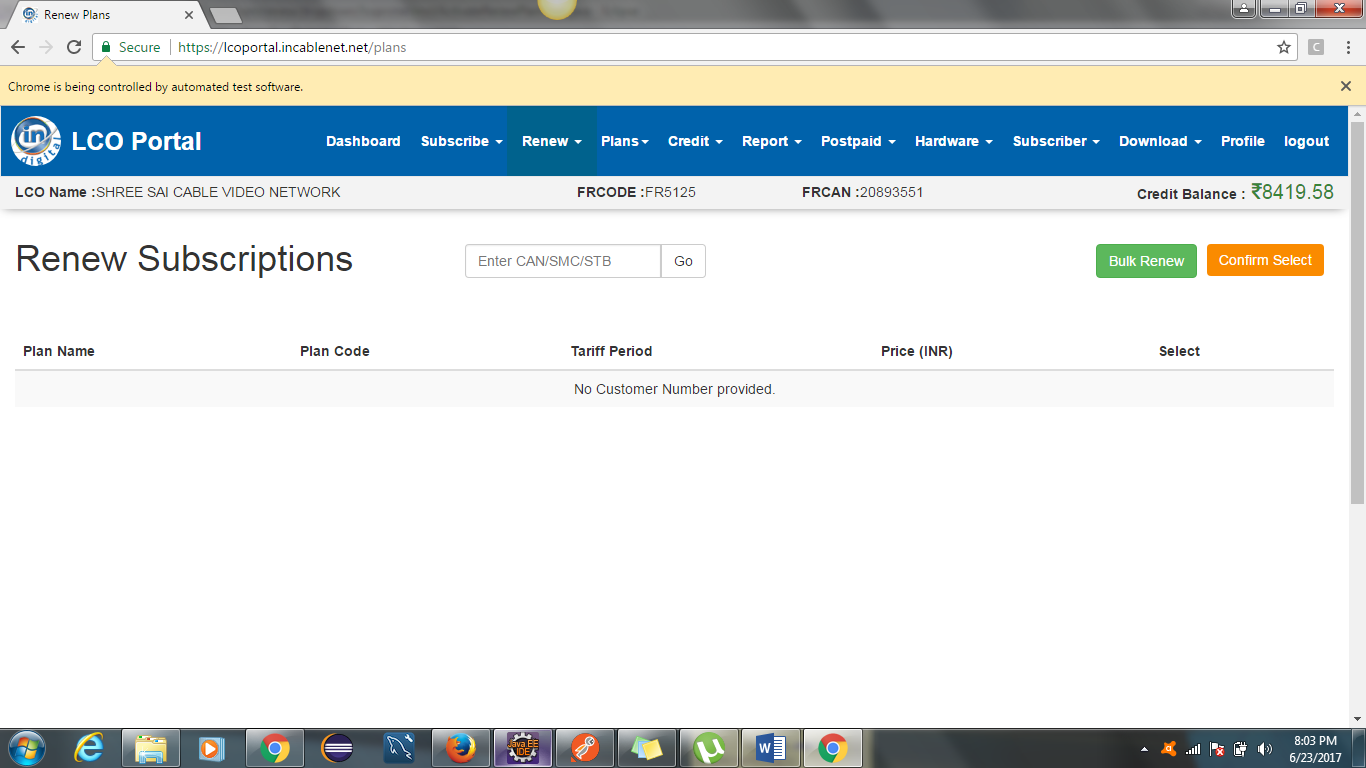 Renew Plans
Secure https://lcoportal.incablenet.net/plans
C
Chrome is being controlled by automated test software.
in digital LCO Portal Dashboard Subscribe Renew Plans Credit Report Postpaid Hardware Subscriber Download Profile logout
LCO Name :SHREE SAI CABLE VIDEO NETWORK FRCODE :FR5125 FRCAN :20893551 Credit Balance : ₹8419.58
Renew Subscriptions Enter CAN/SMC/STB Go Bulk Renew Confirm Select
Plan Name Plan Code Tariff Period Price (INR) Select
No Customer Number provided.
Java EE
IDE
8:03 PM
6/23/2017